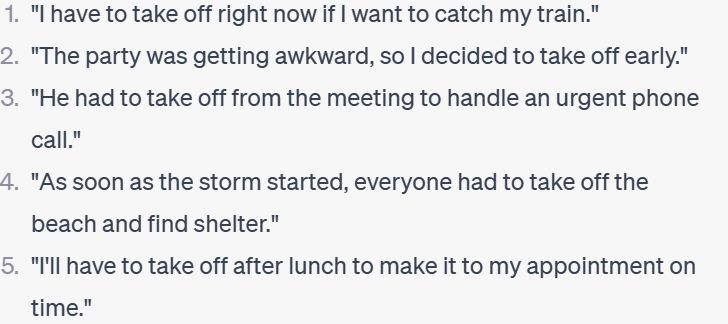 1. "I have to take off right now if I want to catch my train."
2. "The party was getting awkward, so I decided to take off early."
3. "He had to take off from the meeting to handle an urgent phone
call."
4. "As soon as the storm started, everyone had to take off the
beach and find shelter."
5. "I'll have to take off after lunch to make it to my appointment on
time."